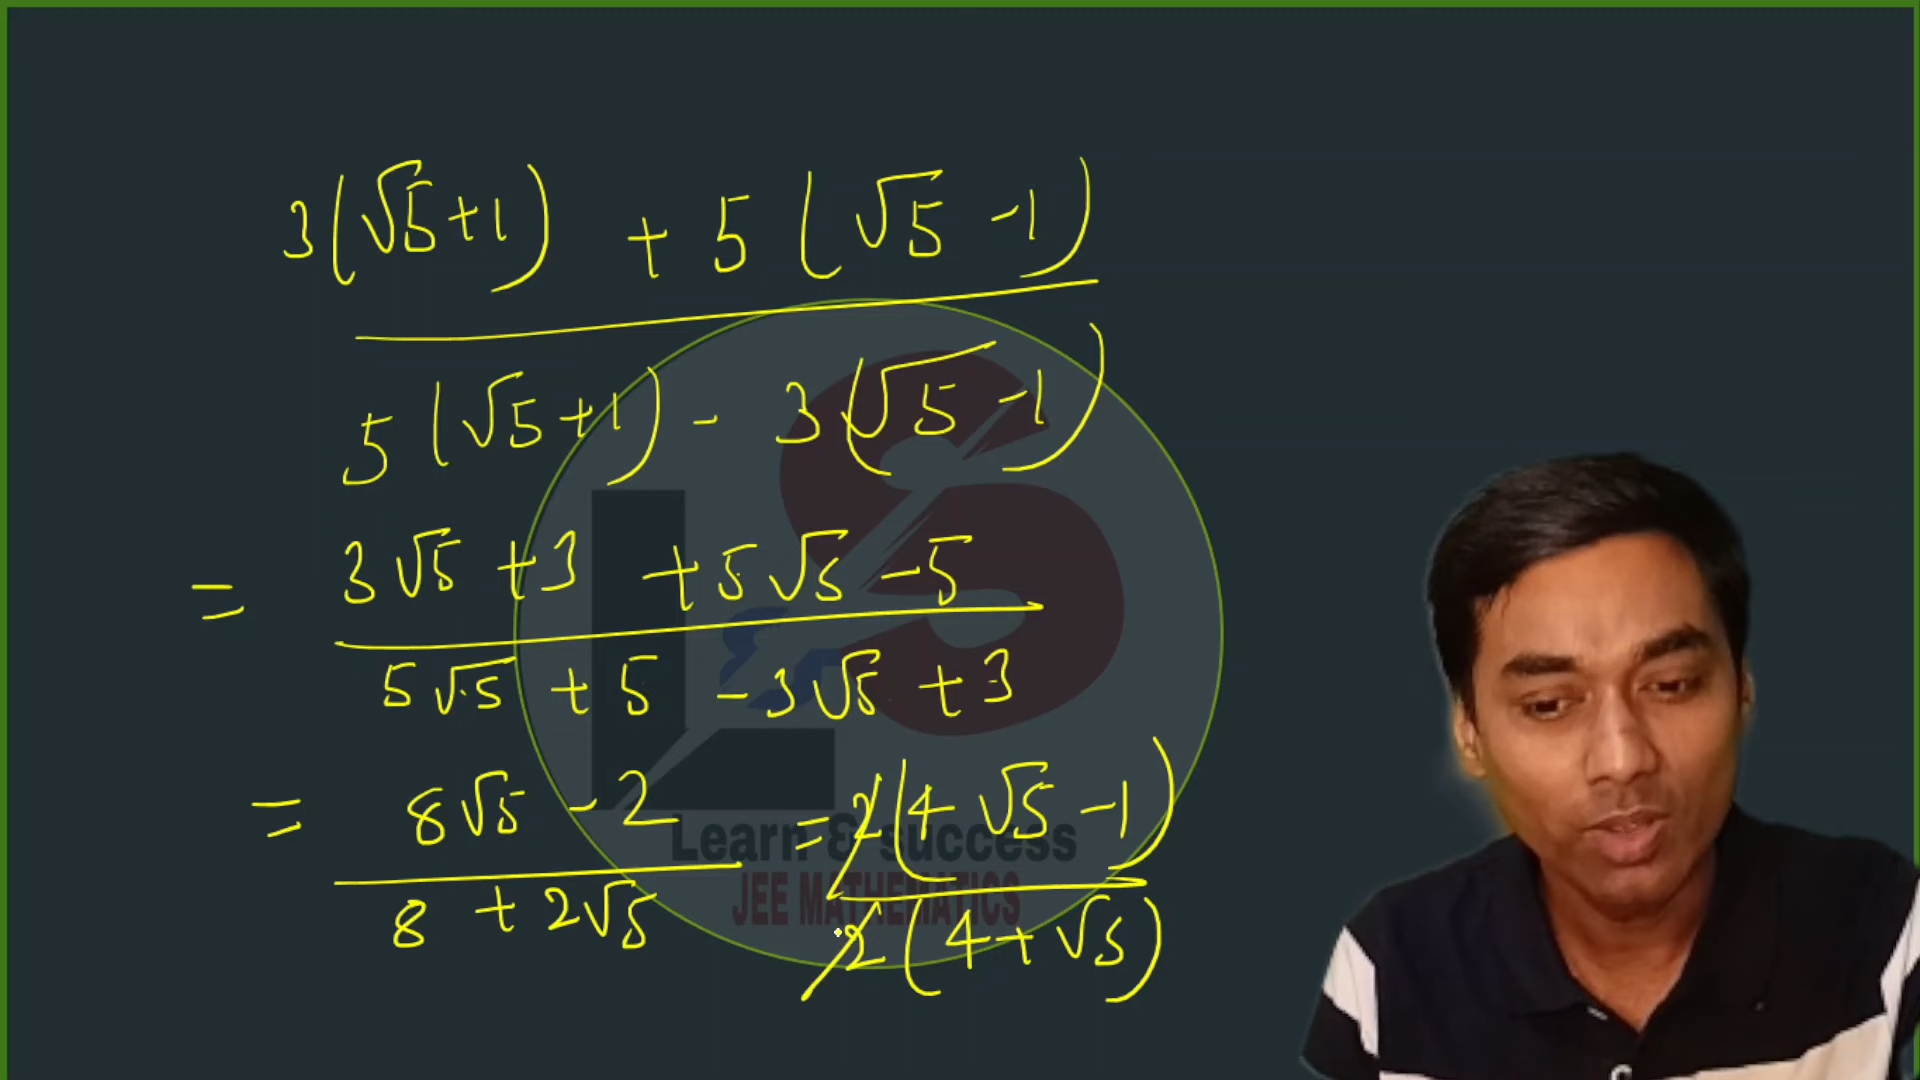 3(√5+1) + 5(√5-1)
5(√5+1) - 3(√5-1)
= 3√5 +3 +5√5 -5
5√5 + 5 -3√5 +3
= 8√5 - 2 = 2(4√5 -1)
8 + 2√5 2(4+√5)
Learn & success
JEE MATHEMATICS